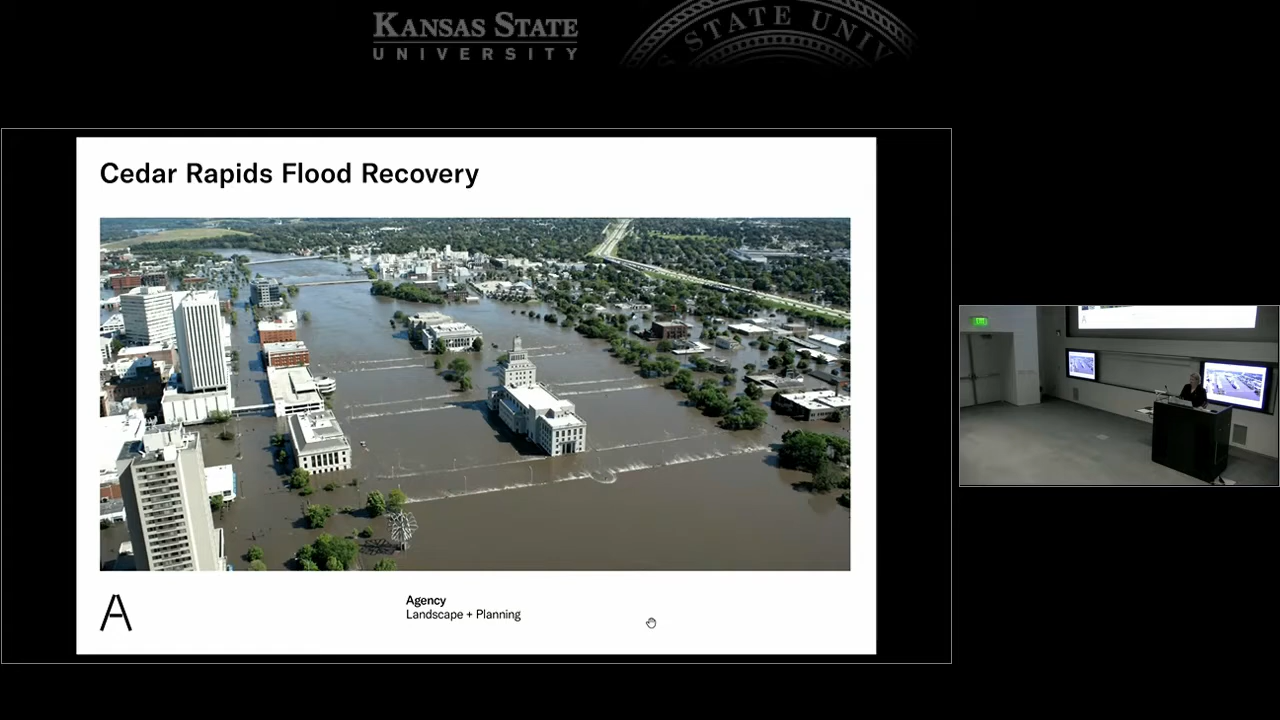 KANSAS STATE
UNIVERSITY
STATE UNIV
Cedar Rapids Flood Recovery
A
Agency
Landscape + Planning